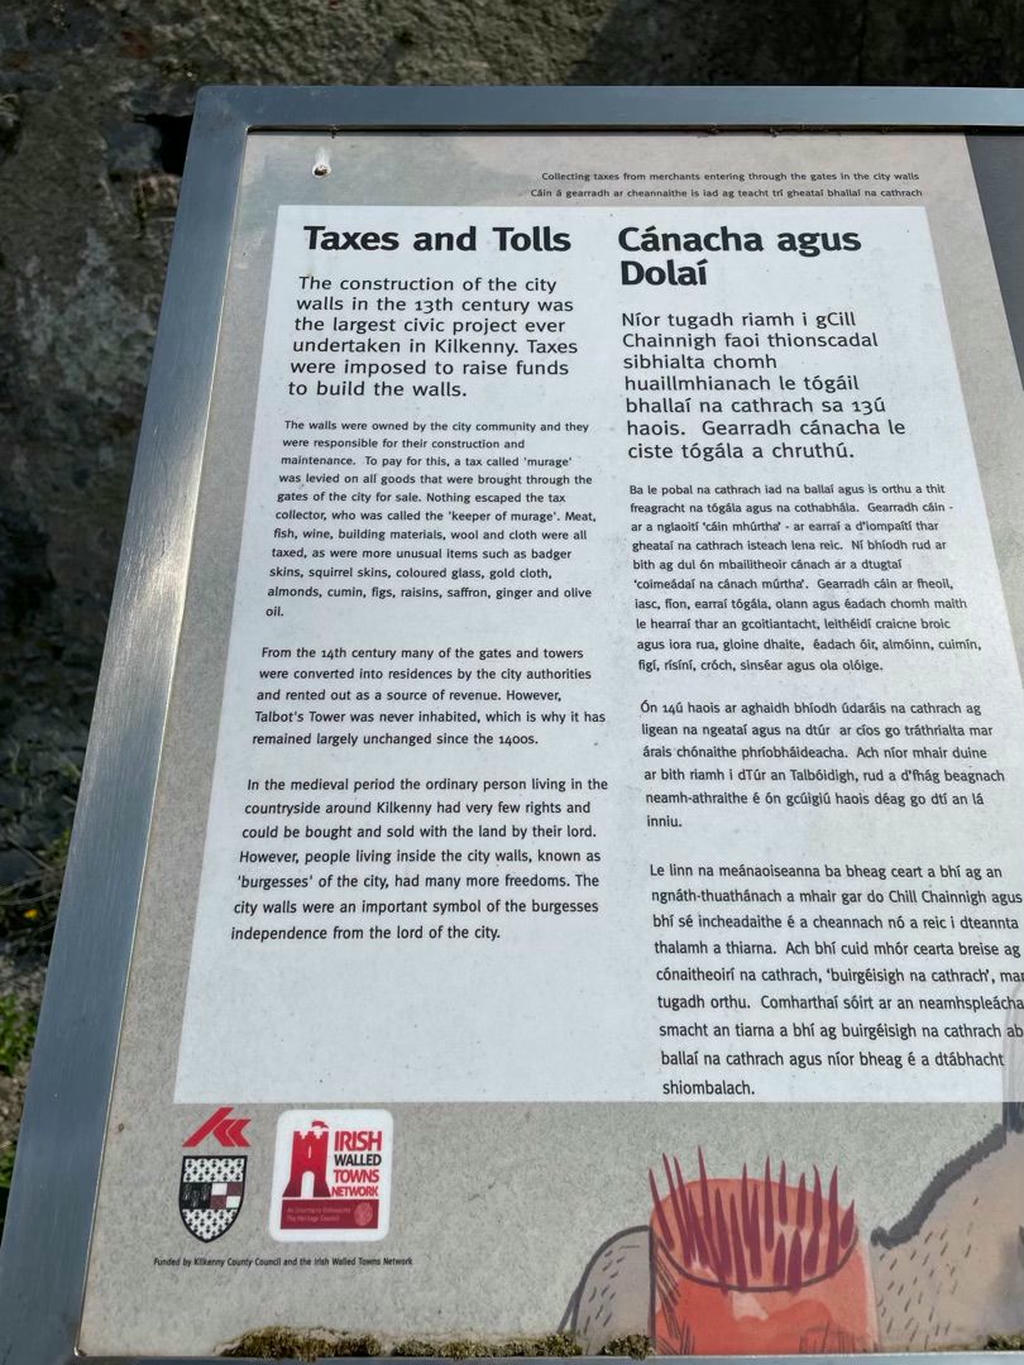 Collecting taxes from merchants entering through the gates in the city walls
Cáin á gearradh ar cheannaithe is iad ag teacht trí gheataí bhallaí na cathrach
Taxes and Tolls
The construction of the city
walls in the 13th century was
the largest civic project ever
undertaken in Kilkenny. Taxes
were imposed to raise funds
to build the walls.
The walls were owned by the city community and they
were responsible for their construction and
maintenance. To pay for this, a tax called 'murage'
was levied on all goods that were brought through the
gates of the city for sale. Nothing escaped the tax
collector, who was called the 'keeper of murage'. Meat,
fish, wine, building materials, wool and cloth were all
taxed, as were more unusual items such as badger
skins, squirrel skins, coloured glass, gold cloth,
almonds, cumin, figs, raisins, saffron, ginger and olive
oil.
From the 14th century many of the gates and towers
were converted into residences by the city authorities
and rented out as a source of revenue. However,
Talbot's Tower was never inhabited, which is why it has
remained largely unchanged since the 1400s.
In the medieval period the ordinary person living in the
countryside around Kilkenny had very few rights and
could be bought and sold with the land by their lord.
However, people living inside the city walls, known as
'burgesses' of the city, had many more freedoms. The
city walls were an important symbol of the burgesses
independence from the lord of the city.
Cánacha agus
Dolaí
Níor tugadh riamh i gCill
Chainnigh faoi thionscadal
sibhialta chomh
huaillmhianach le tógáil
bhallaí na cathrach sa 13ú
haois. Gearradh cánacha le
ciste tógála a chruthú.
Ba le pobal na cathrach iad na ballaí agus is orthu a thit
freagracht na tógála agus na cothabhála. Gearradh cáin -
ar a nglaoití 'cáin mhúrtha' - ar earraí a d'iompaítí thar
gheataí na cathrach isteach lena reic. Ní bhíodh rud ar
bith ag dul ón mbailitheoir cánach ar a dtugtaí
'coimeádaí na cánach múrtha'. Gearradh cáin ar fheoil,
iasc, fíon, earraí tógála, olann agus éadach chomh maith
le hearraí thar an gcoitiantacht, leithéidí craicne broic
agus iora rua, gloine dhaite, éadach óir, almóinn, cuimín,
figí, rísíní, cróch, sinséar agus ola olóige.
Ón 14ú haois ar aghaidh bhíodh údaráis na cathrach ag
ligean na ngeataí agus na dtúr ar cíos go tráthrialta mar
árais chónaithe phríobháideacha. Ach níor mhair duine
ar bith riamh i dTúr an Talbóidigh, rud a d'fhág beagnach
neamh-athraithe é ón gcúigiú haois déag go dtí an lá
inniu.
Le linn na meánaoiseanna ba bheag ceart a bhí ag an
ngnáth-thuathánach a mhair gar do Chill Chainnigh agus
bhí sé incheadaithe é a cheannach nó a reic i dteannta
thalamh a thiarna. Ach bhí cuid mhór cearta breise ag
cónaitheoirí na cathrach, 'buirgéisigh na cathrach', mar
tugadh orthu. Comharthaí sóirt ar an neamhspleácha
smacht an tiarna a bhí ag buirgéisigh na cathrach ab
ballaí na cathrach agus níor bheag é a dtábhacht
shiombalach.
IRISH
WALLED
TOWNS
NETWORK
The Heritage Council
Funded by Kilkenny County Council and the Irish Walled Towns Network